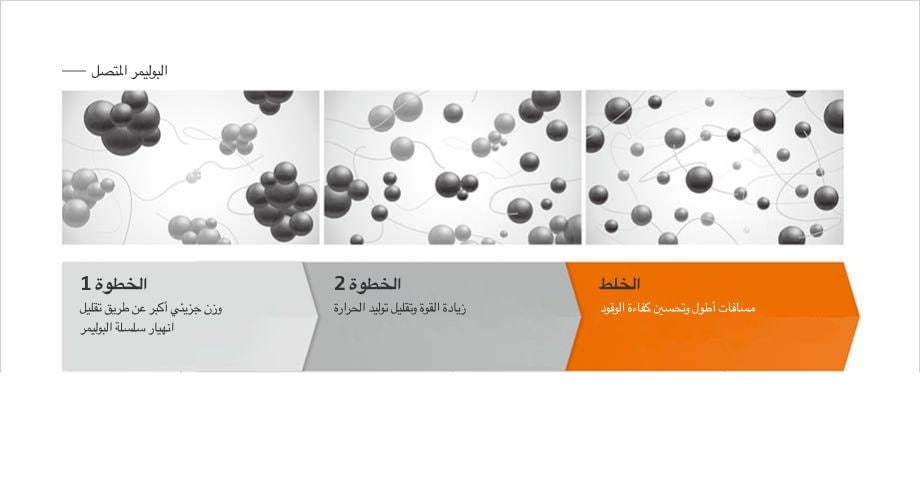 البوليمر المتصل
الخطوة 1
وزن جزيئي أكبر عن طريق تقليل
انهيار سلسلة البوليمر
الخطوة 2
زيادة القوة وتقليل توليد الحرارة
الخلط
مسافات أطول وتحسين كفاءة الوقود